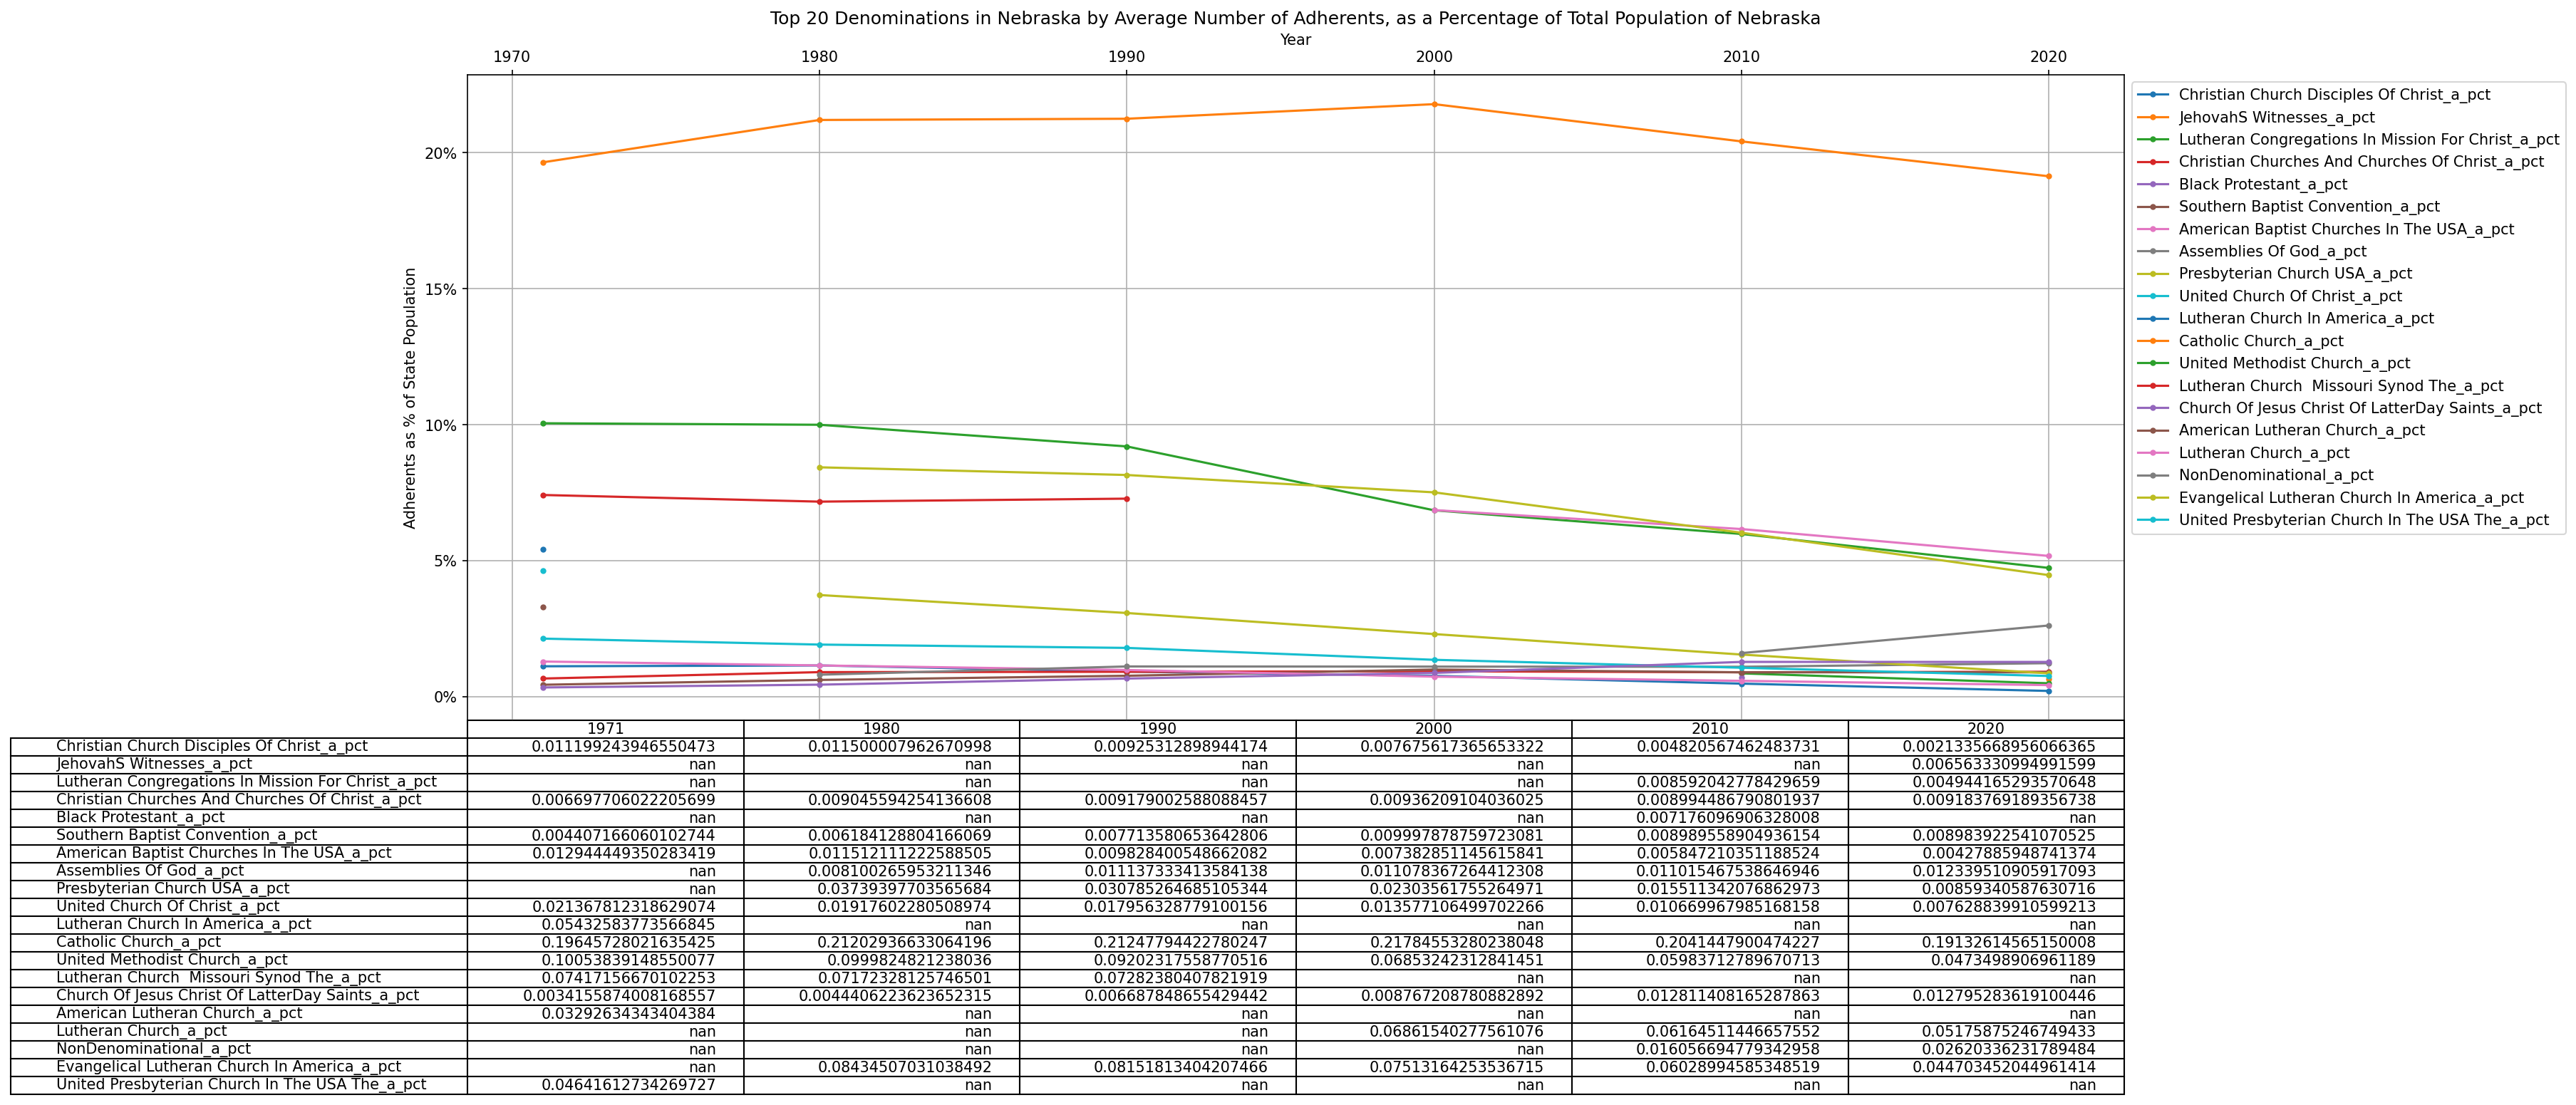 Top 20 Denominations in Nebraska by Average Number of Adherents, as a Percentage of Total Population of Nebraska
Year
1970 1980 1990 2000 2010 2020
Adherents as % of State Population
20%
15%
10%
5%
0%
Christian Church Disciples Of Christ_a_pct
JehovahS Witnesses_a_pct
Lutheran Congregations In Mission For Christ_a_pct
Christian Churches And Churches Of Christ_a_pct
Black Protestant_a_pct
Southern Baptist Convention_a_pct
American Baptist Churches In The USA_a_pct
Assemblies Of God_a_pct
Presbyterian Church USA_a_pct
United Church Of Christ_a_pct
Lutheran Church In America_a_pct
Catholic Church_a_pct
United Methodist Church_a_pct
Lutheran Church  Missouri Synod The_a_pct
Church Of Jesus Christ Of LatterDay Saints_a_pct
American Lutheran Church_a_pct
Lutheran Church_a_pct
NonDenominational_a_pct
Evangelical Lutheran Church In America_a_pct
United Presbyterian Church In The USA The_a_pct
1971 1980 1990 2000 2010 2020
Christian Church Disciples Of Christ_a_pct 0.011199243946550473 0.011500007962670998 0.00925312898944174 0.007675617365653322 0.004820567462483731 0.0021335668956066365
JehovahS Witnesses_a_pct nan nan nan nan nan 0.006563330994991599
Lutheran Congregations In Mission For Christ_a_pct nan nan nan nan 0.008592042778429659 0.004944165293570648
Christian Churches And Churches Of Christ_a_pct 0.006697706022205699 0.009045594254136608 0.009179002588088457 0.00936209104036025 0.008994486790801937 0.009183769189356738
Black Protestant_a_pct nan nan nan nan 0.007176096906328008 nan
Southern Baptist Convention_a_pct 0.004407166060102744 0.006184128804166069 0.007713580653642806 0.009997878759723081 0.008989558904936154 0.008983922541070525
American Baptist Churches In The USA_a_pct 0.012944449350283419 0.011512111222588505 0.009828400548662082 0.007382851145615841 0.005847210351188524 0.00427885948741374
Assemblies Of God_a_pct nan 0.008100265953211346 0.011137333413584138 0.011078367264412308 0.011015467538646946 0.012339510905917093
Presbyterian Church USA_a_pct nan 0.03739397703565684 0.030785264685105344 0.02303561755264971 0.015511342076862973 0.00859340587630716
United Church Of Christ_a_pct 0.021367812318629074 0.01917602280508974 0.017956328779100156 0.013577106499702266 0.010669967985168158 0.007628839910599213
Lutheran Church In America_a_pct 0.05432583773566845 nan nan nan nan nan
Catholic Church_a_pct 0.19645728021635425 0.21202936633064196 0.21247794422780247 0.21784553280238048 0.2041447900474227 0.19132614565150008
United Methodist Church_a_pct 0.10053839148550077 0.0999824821238036 0.09202317558770516 0.06853242312841451 0.05983712789670713 0.0473498906961189
Lutheran Church  Missouri Synod The_a_pct 0.07417156670102253 0.07172328125746501 0.07282380407821919 nan nan nan
Church Of Jesus Christ Of LatterDay Saints_a_pct 0.0034155874008168557 0.0044406223623652315 0.006687848655429442 0.008767208780882892 0.012811408165287863 0.012795283619100446
American Lutheran Church_a_pct 0.03292634343404384 nan nan nan nan nan
Lutheran Church_a_pct nan nan nan 0.06861540277561076 0.06164511446657552 0.05175875246749433
NonDenominational_a_pct nan nan nan nan 0.016056694779342958 0.02620336231789484
Evangelical Lutheran Church In America_a_pct nan 0.08434507031038492 0.08151813404207466 0.07513164253536715 0.06028994585348519 0.044703452044961414
United Presbyterian Church In The USA The_a_pct 0.04641612734269727 nan nan nan nan nan